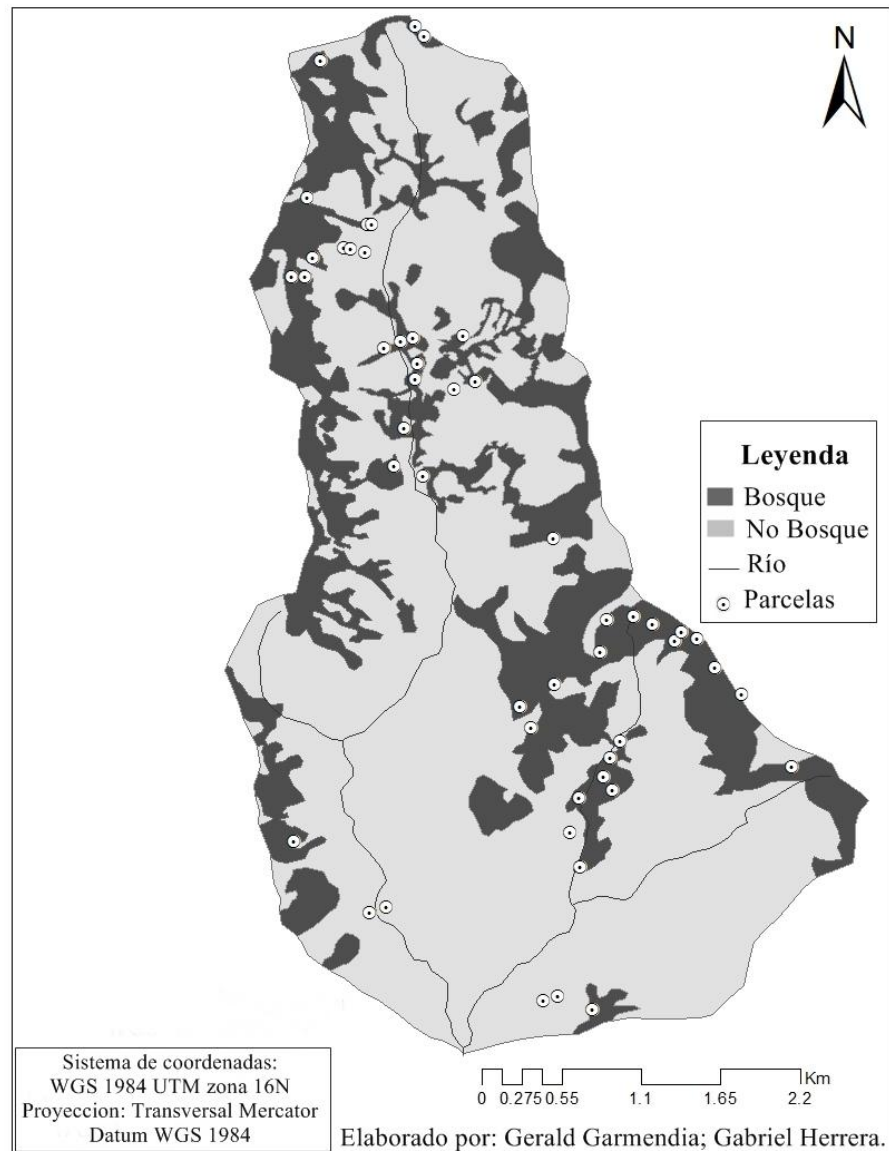 N
Leyenda
Bosque
No Bosque
Río
Parcelas
Km
0 0.275 0.55 1.1 1.65 2.2
Sistema de coordenadas:
WGS 1984 UTM zona 16N
Proyeccion: Transversal Mercator
Datum WGS 1984
Elaborado por: Gerald Garmendia; Gabriel Herrera.